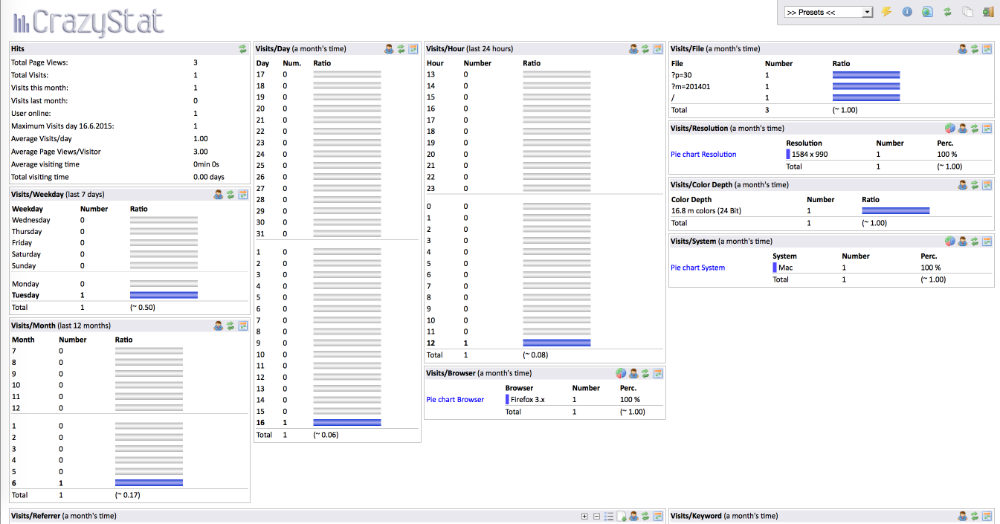 CrazyStat
>> Presets <<
Hits
Total Page Views: 3
Total Visits: 1
Visits this month: 1
Visits last month: 0
User online: 1
Maximum Visits day 16.6.2015: 1
Average Visits/day 1.00
Average Page Views/Visitor 3.00
Average visiting time 0min 0s
Total visiting time 0.00 days
Visits/Weekday (last 7 days)
Weekday Number Ratio
Wednesday 0
Thursday 0
Friday 0
Saturday 0
Sunday 0
Monday 0
Tuesday 1
Total 1 (~ 0.50)
Visits/Month (last 12 months)
Month Number Ratio
7 0
8 0
9 0
10 0
11 0
12 0
1 0
2 0
3 0
4 0
5 0
6 1
Total 1 (~ 0.17)
Visits/Day (a month's time)
Day Num. Ratio
17 0
18 0
19 0
20 0
21 0
22 0
23 0
24 0
25 0
26 0
27 0
28 0
29 0
30 0
31 0
1 0
2 0
3 0
4 0
5 0
6 0
7 0
8 0
9 0
10 0
11 0
12 0
13 0
14 0
15 0
16 1
Total 1 (~ 0.06)
Visits/Hour (last 24 hours)
Hour Number Ratio
13 0
14 0
15 0
16 0
17 0
18 0
19 0
20 0
21 0
22 0
23 0
0 0
1 0
2 0
3 0
4 0
5 0
6 0
7 0
8 0
9 0
10 0
11 0
12 1
Total 1 (~ 0.08)
Visits/Browser (a month's time)
Browser Number Perc.
Pie chart Browser Firefox 3.x 1 100 %
Total 1 (~ 1.00)
Visits/File (a month's time)
File Number Ratio
?p=30 1
?m=201401 1
/ 1
Total 3 (~ 1.00)
Visits/Resolution (a month's time)
Resolution Number Perc.
Pie chart Resolution 1584 x 990 1 100 %
Total 1 (~ 1.00)
Visits/Color Depth (a month's time)
Color Depth Number Ratio
16.8 m colors (24 Bit) 1
Total 1 (~ 1.00)
Visits/System (a month's time)
System Number Perc.
Pie chart System Mac 1 100 %
Total 1 (~ 1.00)
Visits/Referrer (a month's time)
Visits/Keyword (a month's time)